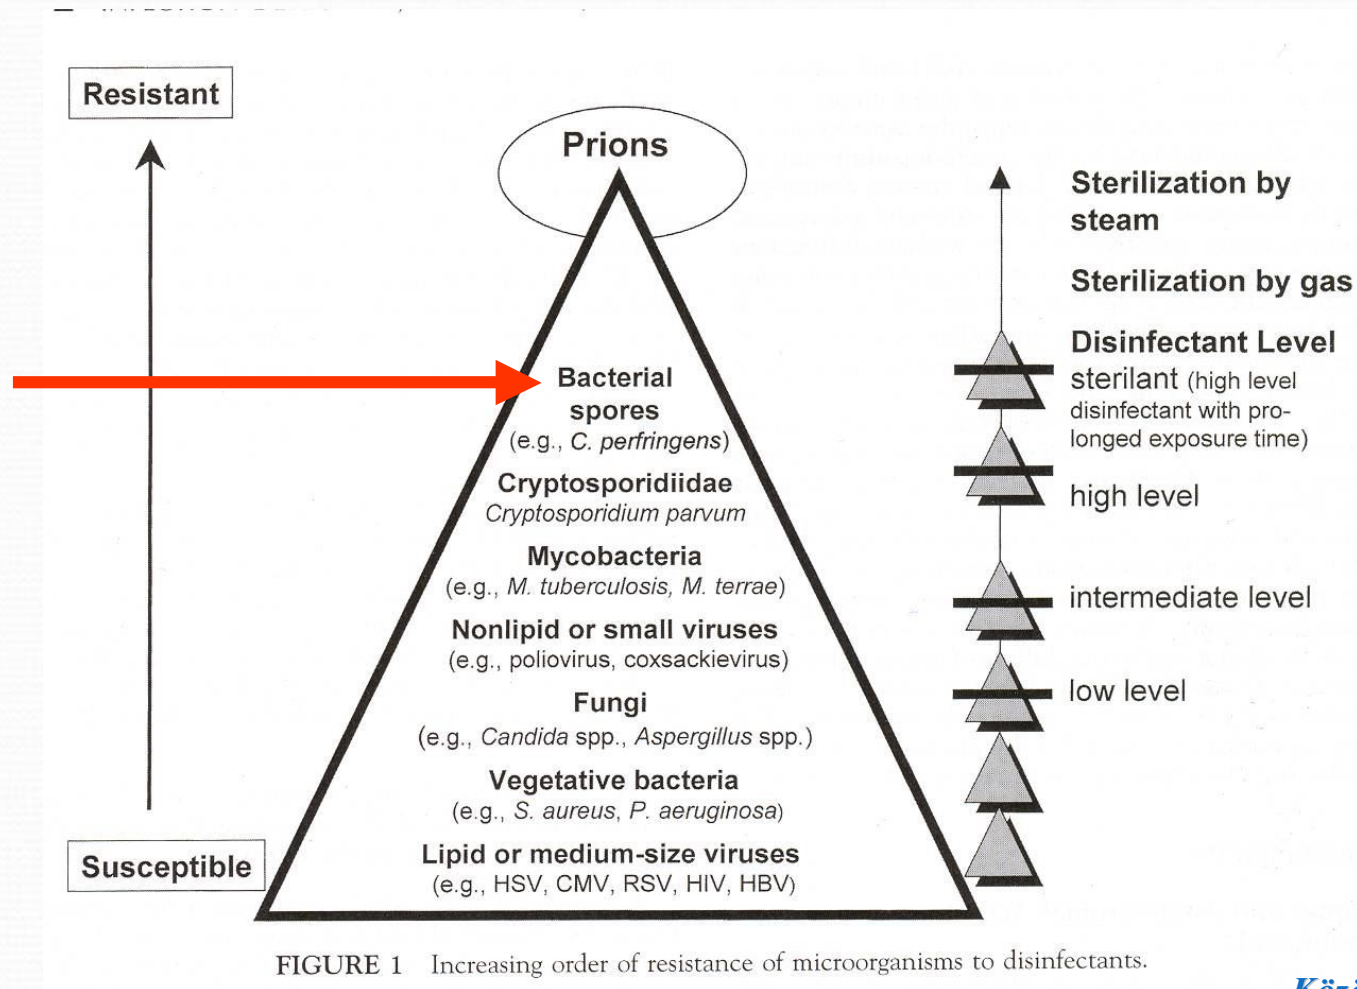 Resistant
Prions
Sterilization by
steam
Sterilization by gas
Disinfectant Level
sterilant (high level
disinfectant with pro-
longed exposure time)
high level
intermediate level
low level
Bacterial
spores
(e.g., C. perfringens)
Cryptosporidiidae
Cryptosporidium parvum
Mycobacteria
(e.g., M. tuberculosis, M. terrae)
Nonlipid or small viruses
(e.g., poliovirus, coxsackievirus)
Fungi
(e.g., Candida spp., Aspergillus spp.)
Vegetative bacteria
(e.g., S. aureus, P. aeruginosa)
Lipid or medium-size viruses
(e.g., HSV, CMV, RSV, HIV, HBV)
Susceptible
FIGURE 1 Increasing order of resistance of microorganisms to disinfectants.